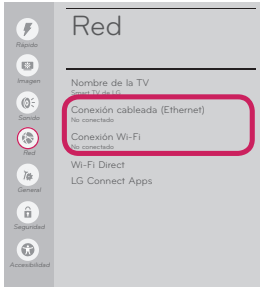 Red
Rápido
Imagen
Sonido
Red
General
Seguridad
Accesibilidad
Nombre de la TV
Smart TV de LG
Conexión cableada (Ethernet)
No conectado
Conexión Wi-Fi
No conectado
Wi-Fi Direct
LG Connect Apps